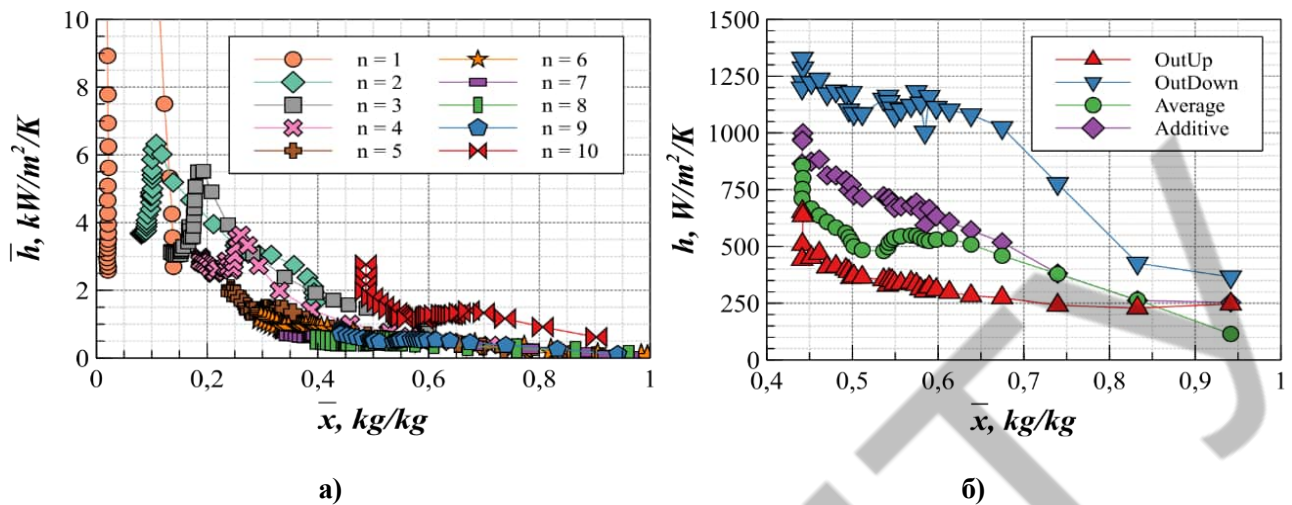 10
8
6
4
2
0
h̅, kW/m²/K
n = 1
n = 2
n = 3
n = 4
n = 5
n = 6
n = 7
n = 8
n = 9
n = 10
0 0,2 0,4 0,6 0,8 1
x̅, kg/kg
а)
1500
1250
1000
750
500
250
0
h, W/m²/K
OutUp
OutDown
Average
Additive
0,4 0,5 0,6 0,7 0,8 0,9 1
x̅, kg/kg
б)